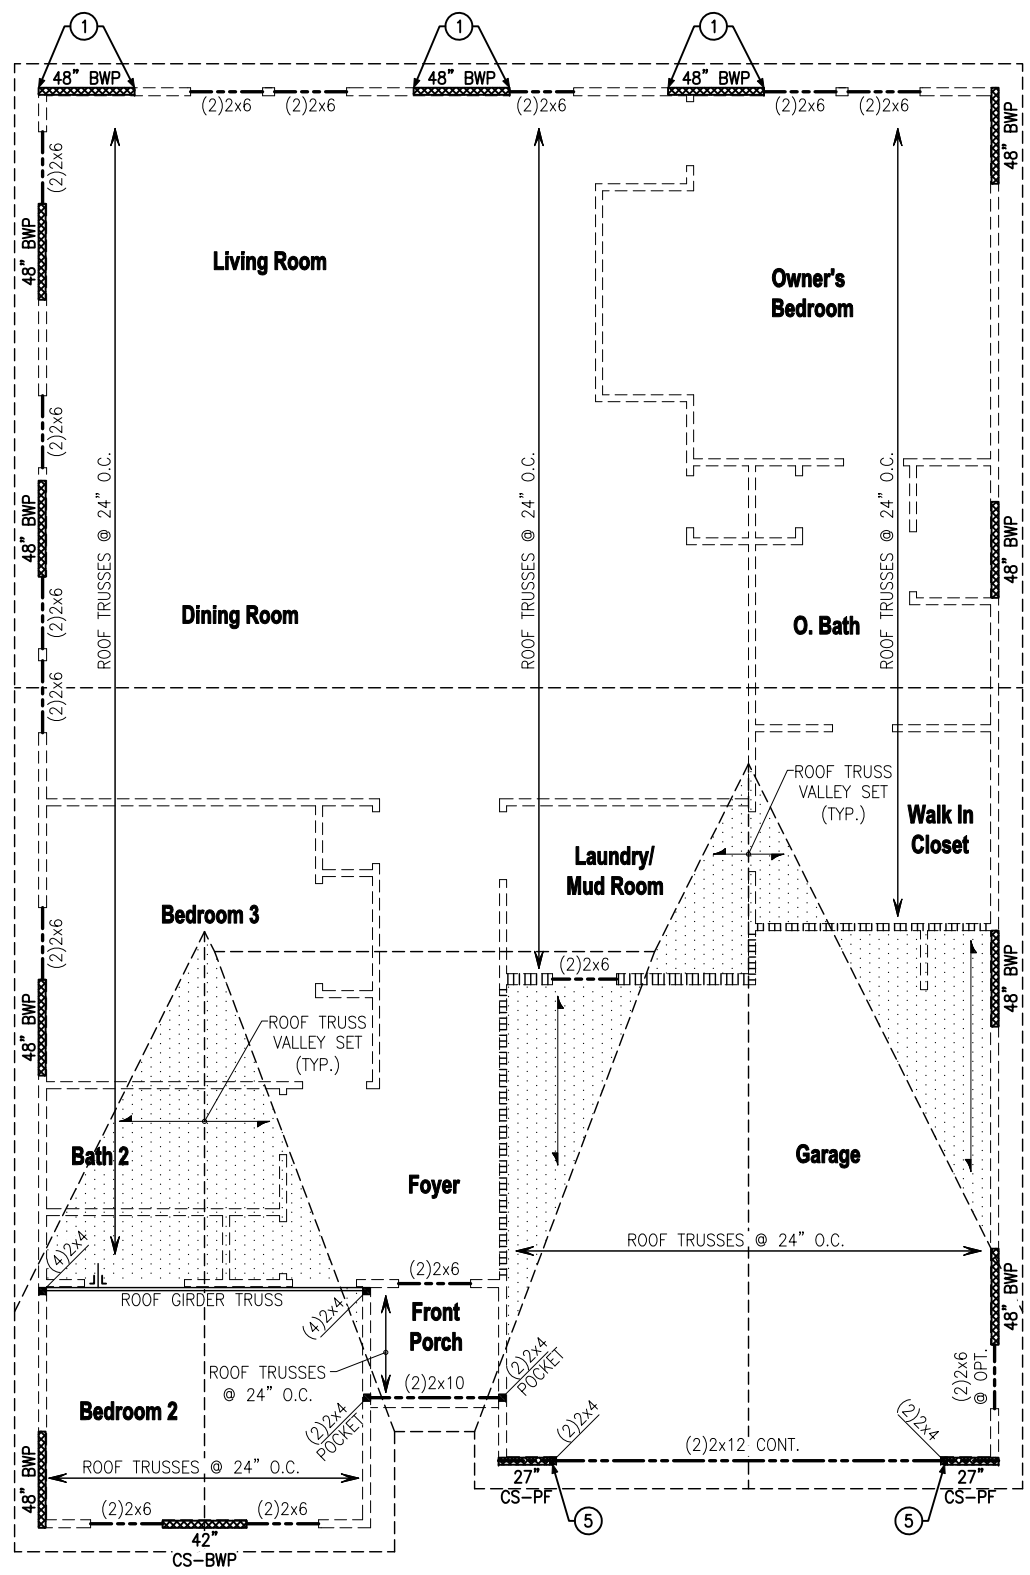 1
1
1
48" BWP
48" BWP
48" BWP
(2)2x6
(2)2x6
(2)2x6
(2)2x6
(2)2x6
48" BWP
(2)2x6
48" BWP
Living Room
Owner's
Bedroom
(2)2x6
ROOF TRUSSES @ 24" O.C.
ROOF TRUSSES @ 24" O.C.
ROOF TRUSSES @ 24" O.C.
48" BWP
48" BWP
(2)2x6
Dining Room
O. Bath
(2)2x6
ROOF TRUSS
VALLEY SET
(TYP.)
Walk In
Closet
Laundry/
Mud Room
Bedroom 3
(2)2x6
(2)2x6
48" BWP
48" BWP
ROOF TRUSS
VALLEY SET
(TYP.)
Bath 2
Garage
Foyer
(4)2x4
ROOF TRUSSES @ 24" O.C.
(2)2x6
ROOF GIRDER TRUSS
(4)2x4
Front
Porch
48" BWP
(2)2x6
@ OPT.
(2)2x4
POCKET
ROOF TRUSSES
@ 24" O.C.
(2)2x10
Bedroom 2
(2)2x4
POCKET
(2)2x4
(2)2x4
(2)2x12 CONT.
ROOF TRUSSES @ 24" O.C.
48" BWP
27"
CS-PF
27"
CS-PF
(2)2x6
(2)2x6
5
5
42"
CS-BWP